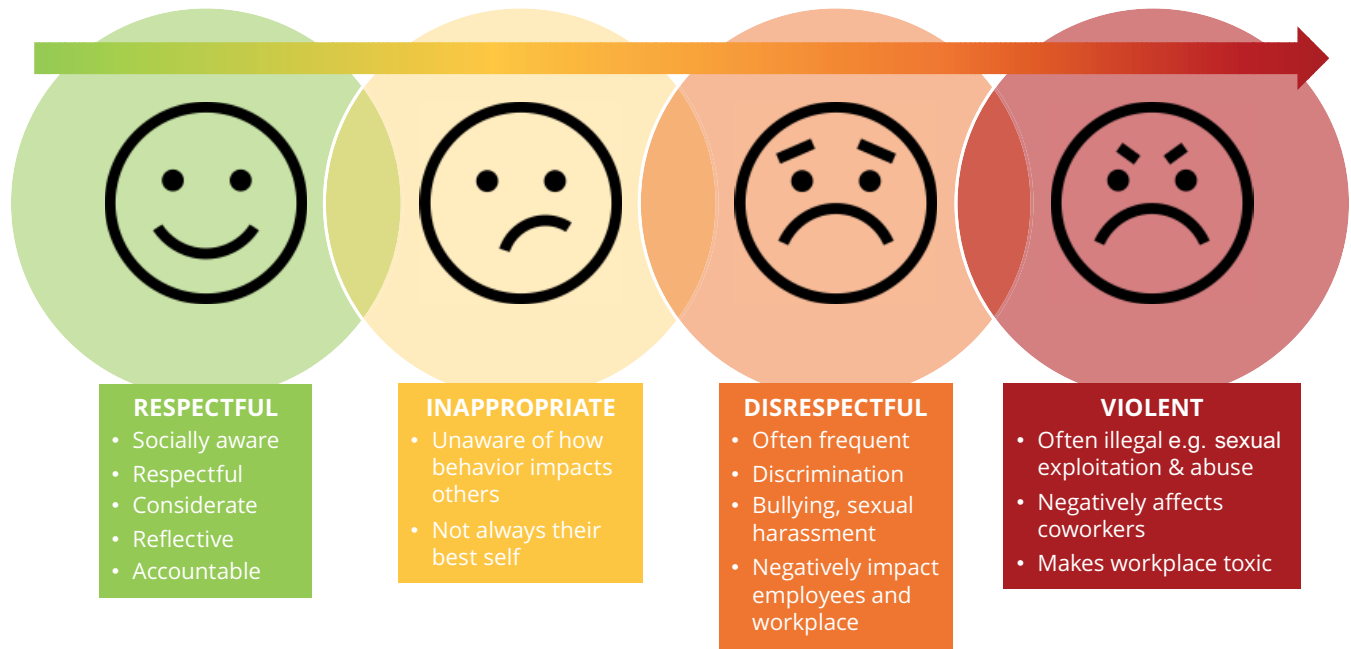 RESPECTFUL
• Socially aware
• Respectful
• Considerate
• Reflective
• Accountable
INAPPROPRIATE
• Unaware of how
behavior impacts
others
• Not always their
best self
DISRESPECTFUL
• Often frequent
• Discrimination
• Bullying, sexual
harassment
• Negatively impact
employees and
workplace
VIOLENT
• Often illegal e.g. sexual
exploitation & abuse
• Negatively affects
coworkers
• Makes workplace toxic